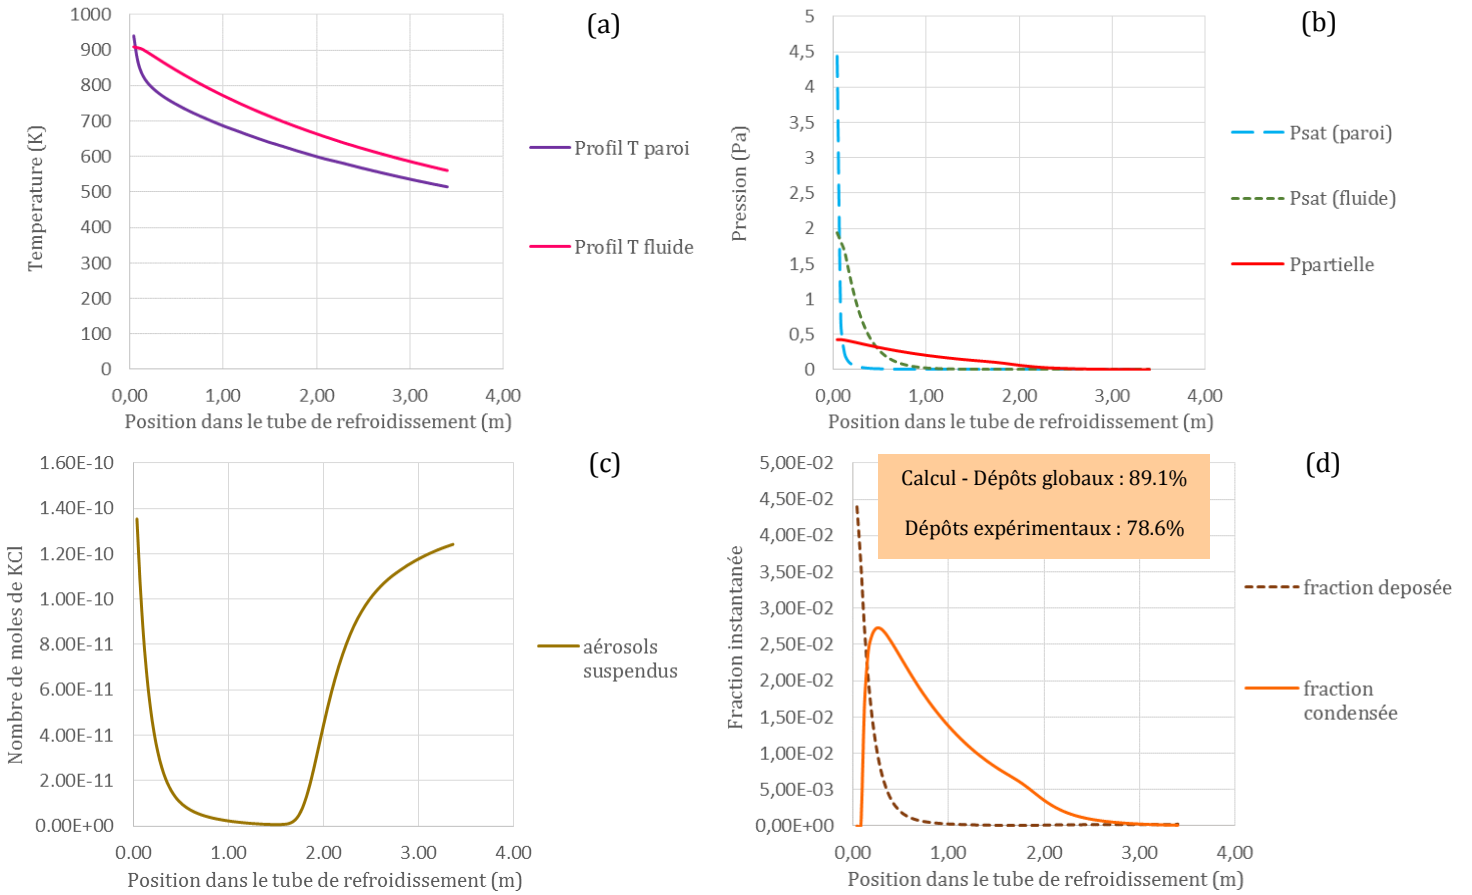 (a)
1000
900
800
700
600
500
400
300
200
100
0
0,00
1,00
2,00
3,00
4,00
Temperature (K)
Position dans le tube de refroidissement (m)
Profil T paroi
Profil T fluide
(b)
5
4,5
4
3,5
3
2,5
2
1,5
1
0,5
0
0,00
1,00
2,00
3,00
4,00
Pression (Pa)
Position dans le tube de refroidissement (m)
Psat (paroi)
Psat (fluide)
Ppartielle
(c)
1.60E-10
1.40E-10
1.20E-10
1.00E-10
8.00E-11
6.00E-11
4.00E-11
2.00E-11
0.00E+00
0.00
1.00
2.00
3.00
4.00
Nombre de moles de KCl
Position dans le tube de refroidissement (m)
aérosols
suspendus
(d)
Calcul - Dépôts globaux : 89.1%
Dépôts expérimentaux : 78.6%
5,00E-02
4,50E-02
4,00E-02
3,50E-02
3,00E-02
2,50E-02
2,00E-02
1,50E-02
1,00E-02
5,00E-03
0,00E+00
0,00
1,00
2,00
3,00
4,00
Fraction instantanée
Position dans le tube de refroidissement (m)
fraction deposée
fraction
condensée